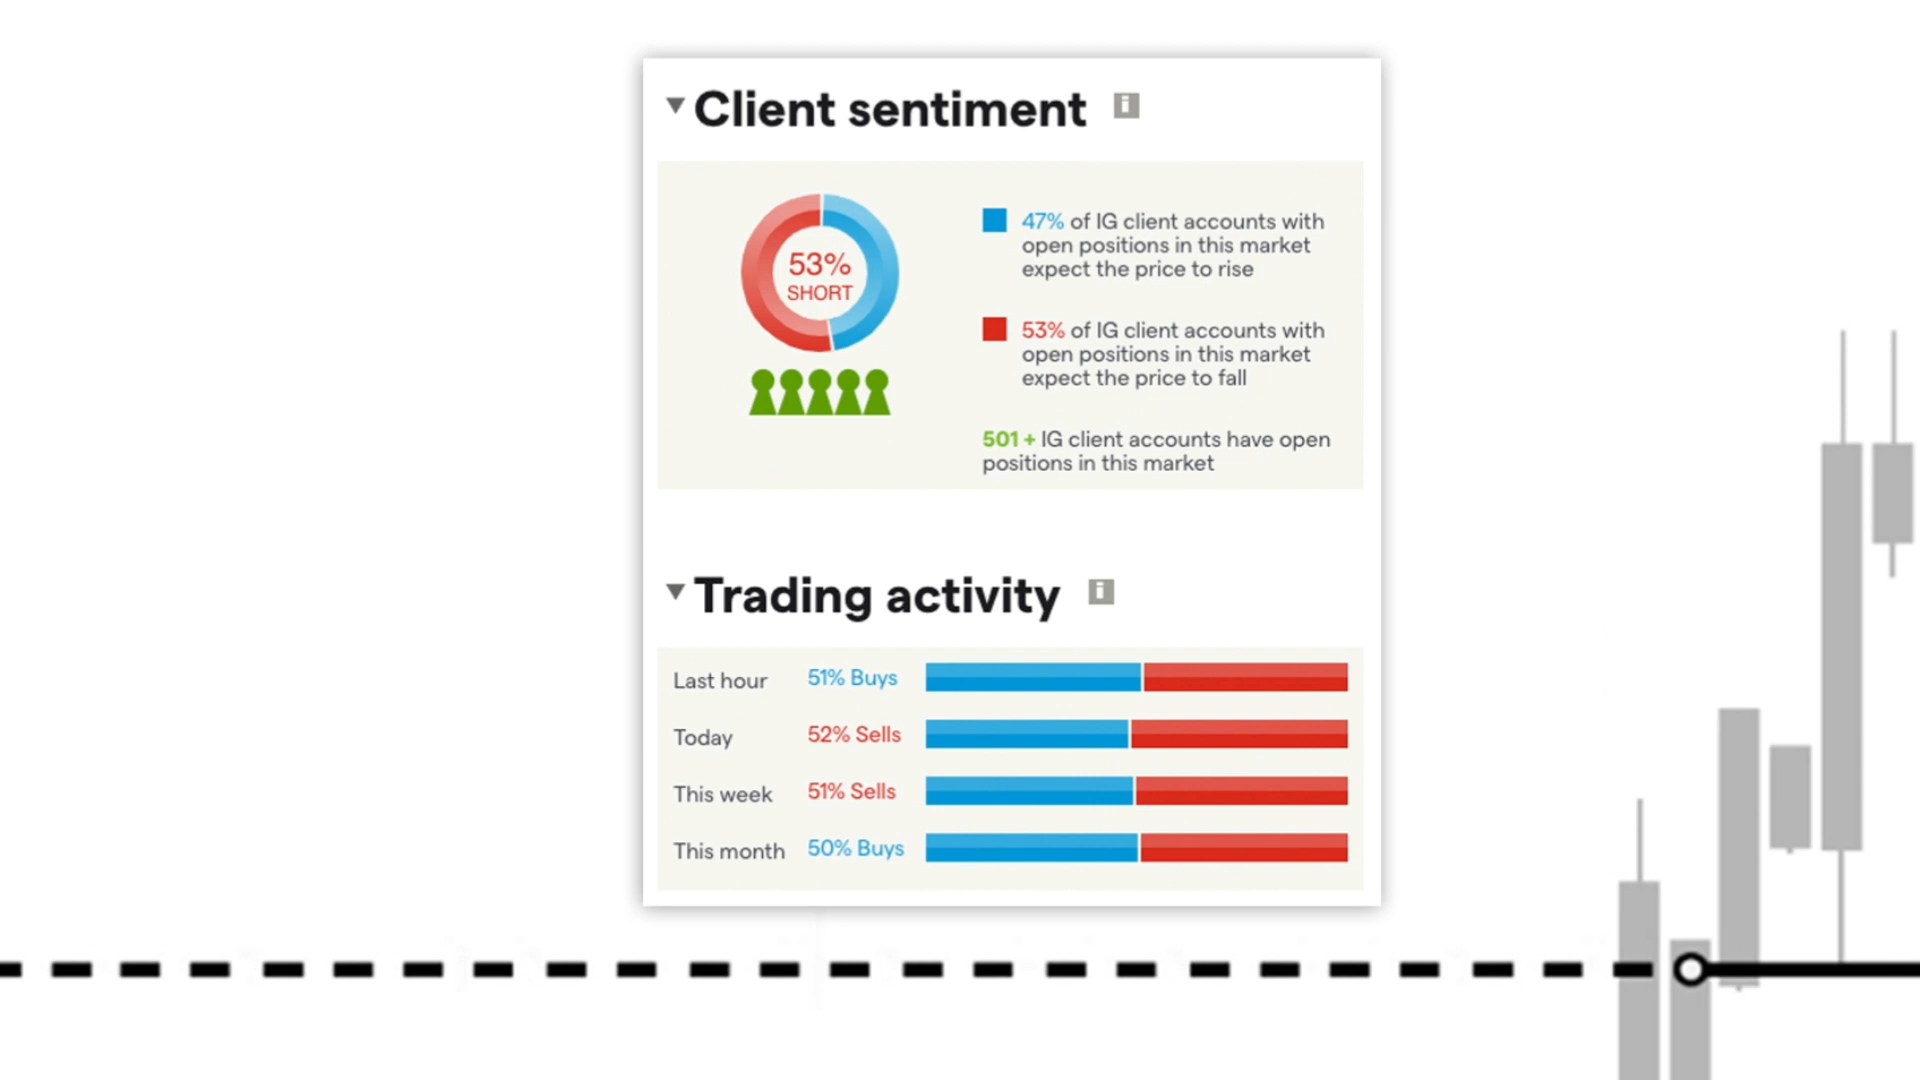 Client sentiment
53%
SHORT
47% of IG client accounts with
open positions in this market
expect the price to rise
53% of IG client accounts with
open positions in this market
expect the price to fall
501 + IG client accounts have open
positions in this market
Trading activity
Last hour 51% Buys
Today 52% Sells
This week 51% Sells
This month 50% Buys